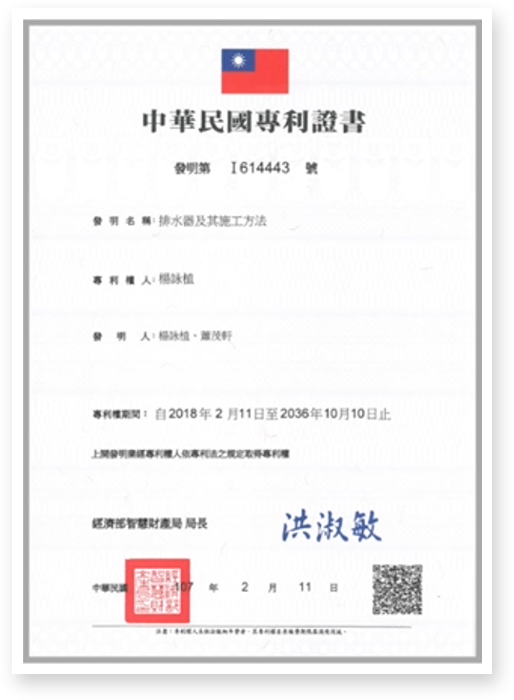 中華民國專利證書
發明第 I614443 號
發明名稱：排水器及其施工方法
專利權人：楊詠植
發明人：楊詠植、蕭茂軒
專利權期間： 自2018年2月11日至2036年10月10日止
上開發明業經專利權人依專利法之規定取得專利權
經濟部智慧財產局 局長 洪淑敏
中華民國 107 年 2 月 11 日